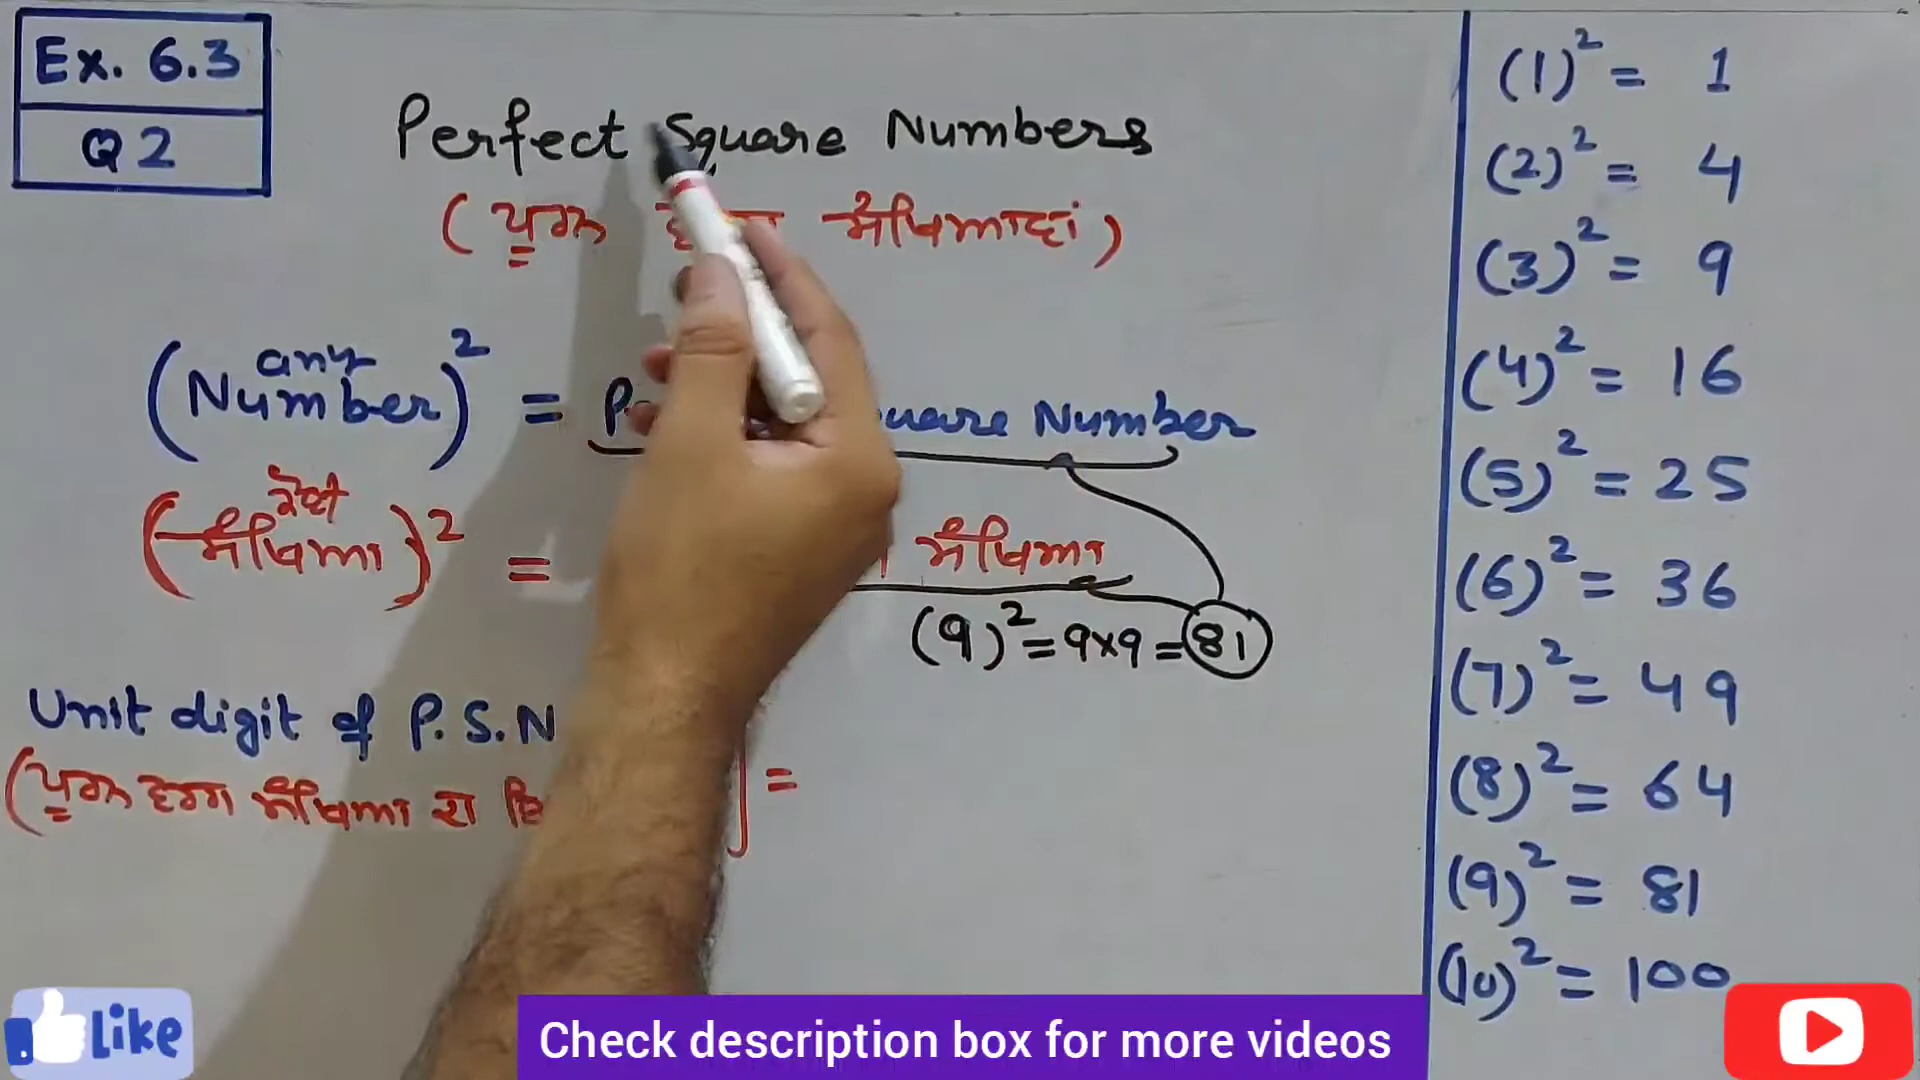 Ex. 6.3
Q2
Perfect Square Numbers
(ਪੂਰਨ ਸੰਖਿਆਵਾਂ)
(any Number)² = Square Number
(ਕੋਈ ਸੰਖਿਆ)² = ਸੰਖਿਆ
(9)² = 9×9 = 81
Unit digit of P.S.N
(ਪੂਰਨ ਵਰਗ ਸੰਖਿਆ ਦਾ =
(1)² = 1
(2)² = 4
(3)² = 9
(4)² = 16
(5)² = 25
(6)² = 36
(7)² = 49
(8)² = 64
(9)² = 81
(10)² = 100
Like
Check description box for more videos